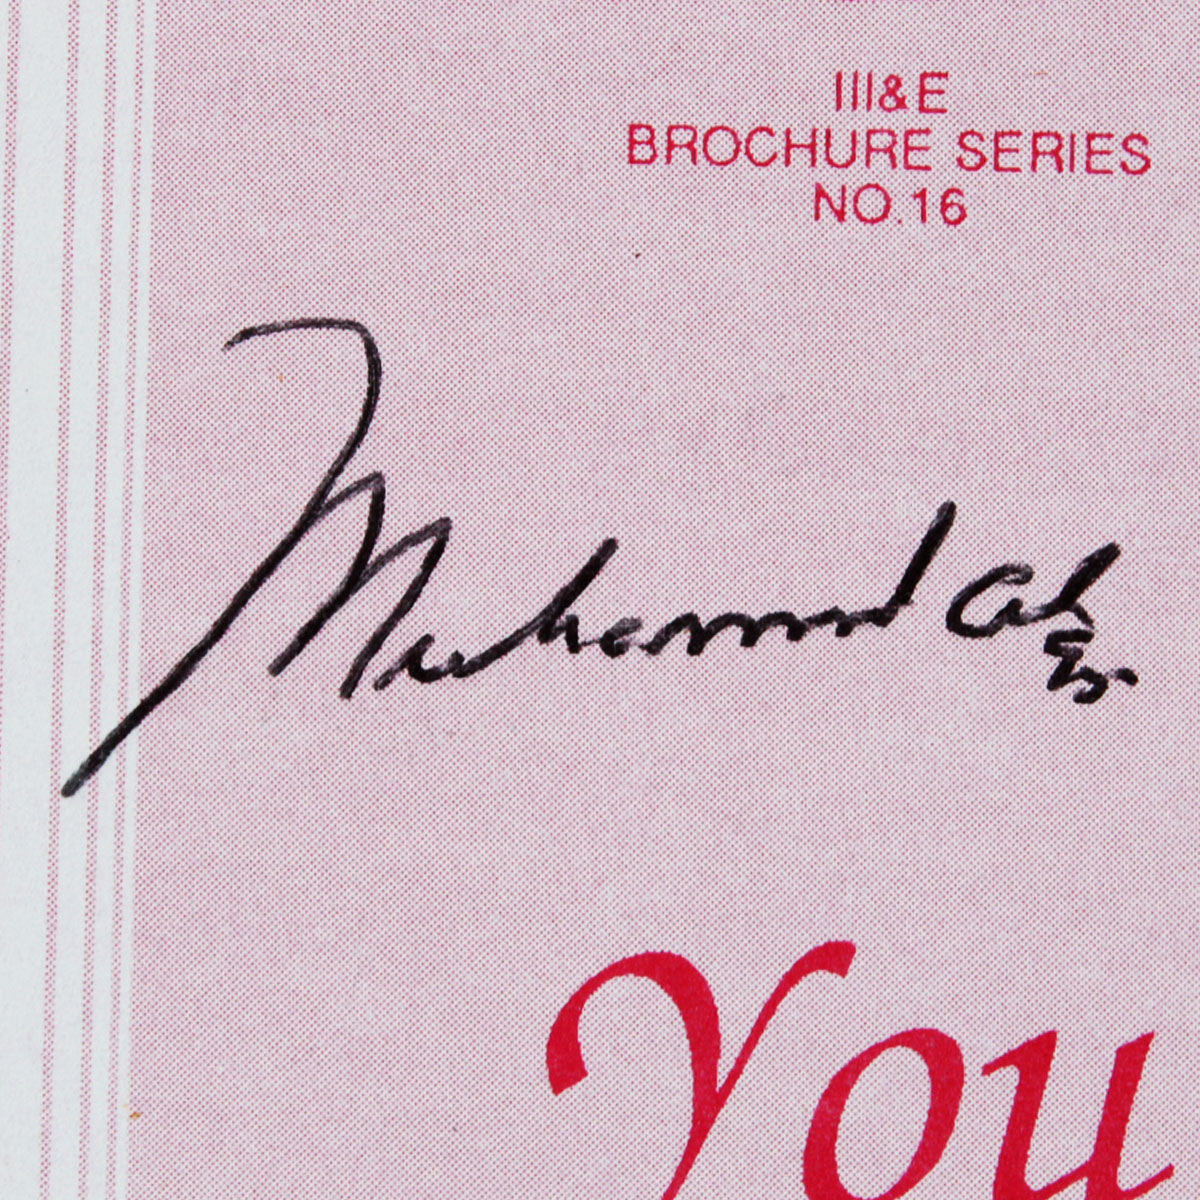 III&E
BROCHURE SERIES
NO.16
Muhammad Ali
You